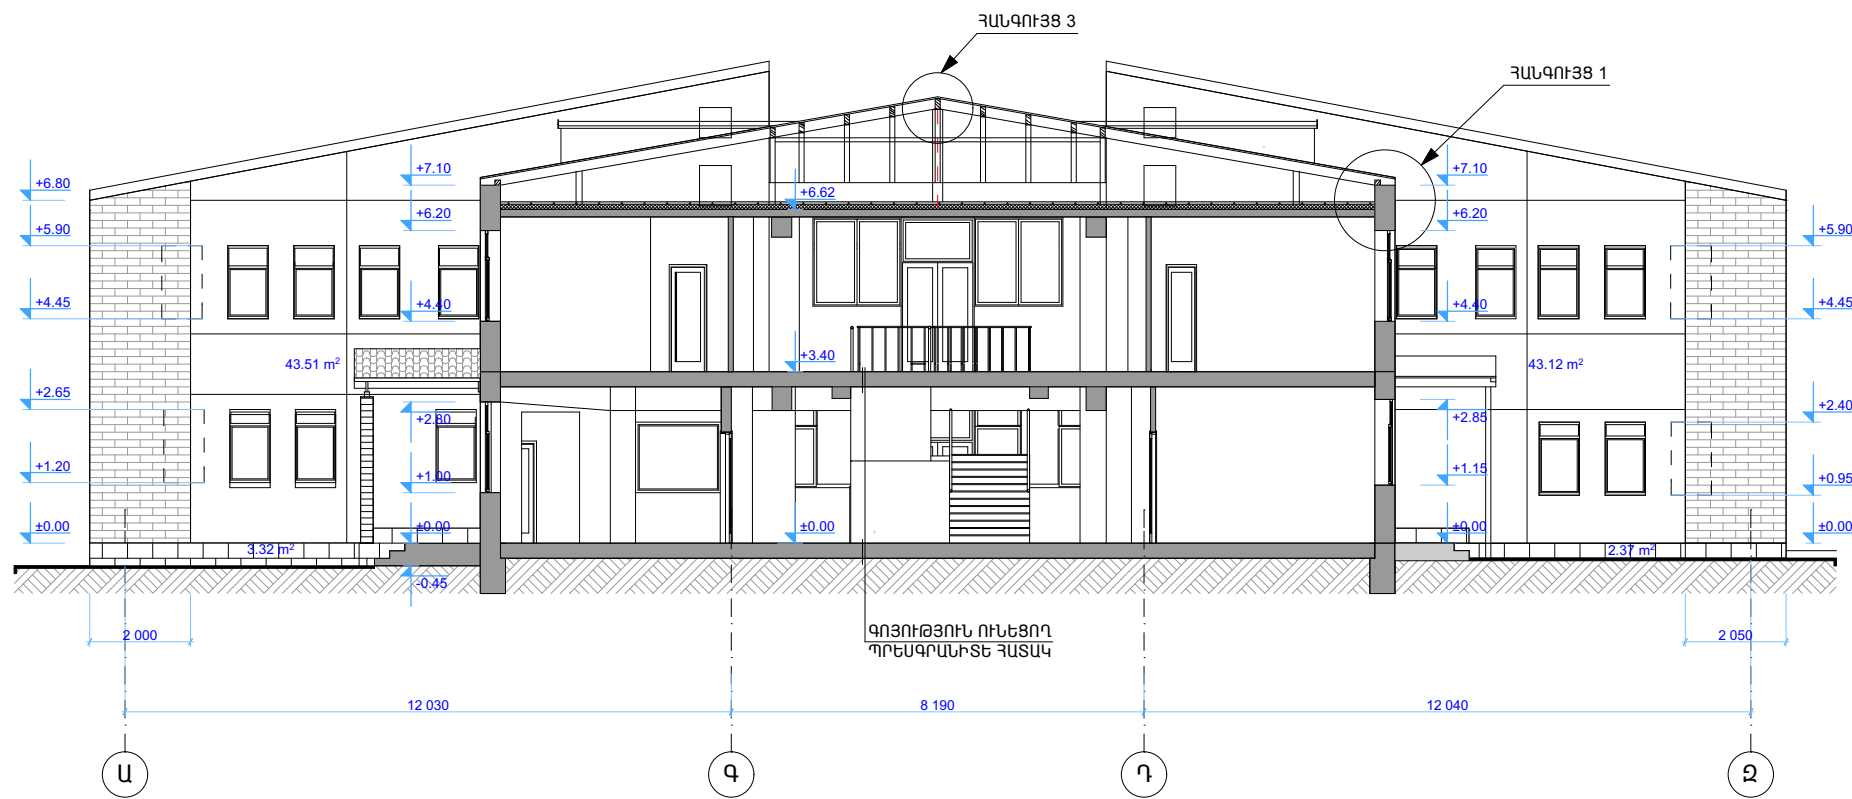 ՀԱՆԳՈՒՅՑ 3
ՀԱՆԳՈՒՅՑ 1
+7.10
+7.10
+6.80
+6.62
+6.20
+6.20
+5.90
+5.90
+4.45
+4.40
+4.40
+4.45
+3.40
43.51 m²
43.12 m²
+2.65
+2.80
+2.85
+2.40
+1.20
+1.00
+1.15
+0.95
±0.00
±0.00
±0.00
±0.00
±0.00
3.32 m²
2.37 m²
-0.45
2 000
ԳՈՅՈՒԹՅՈՒՆ ՈՒՆԵՑՈՂ
ՊՐԵՍԳՐԱՆԻՏԵ ՀԱՏԱԿ
2 050
12 030
8 190
12 040
Ա
Գ
Դ
Զ